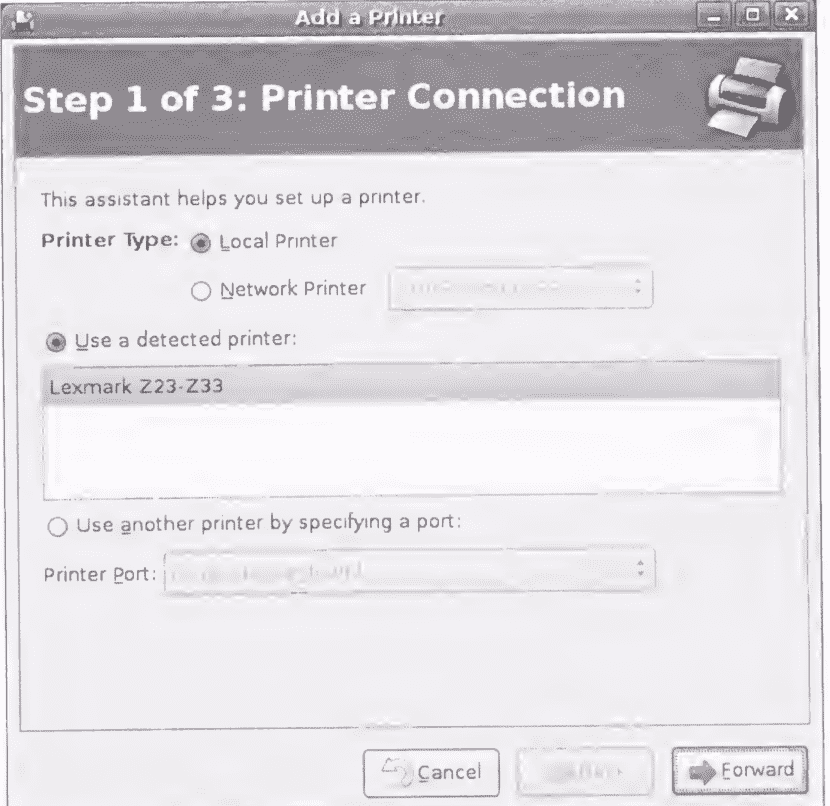 Add a Printer
Step 1 of 3: Printer Connection
This assistant helps you set up a printer.
Printer Type: Local Printer
Network Printer
Use a detected printer:
Lexmark Z23-Z33
Use another printer by specifying a port:
Printer Port:
Cancel
Forward